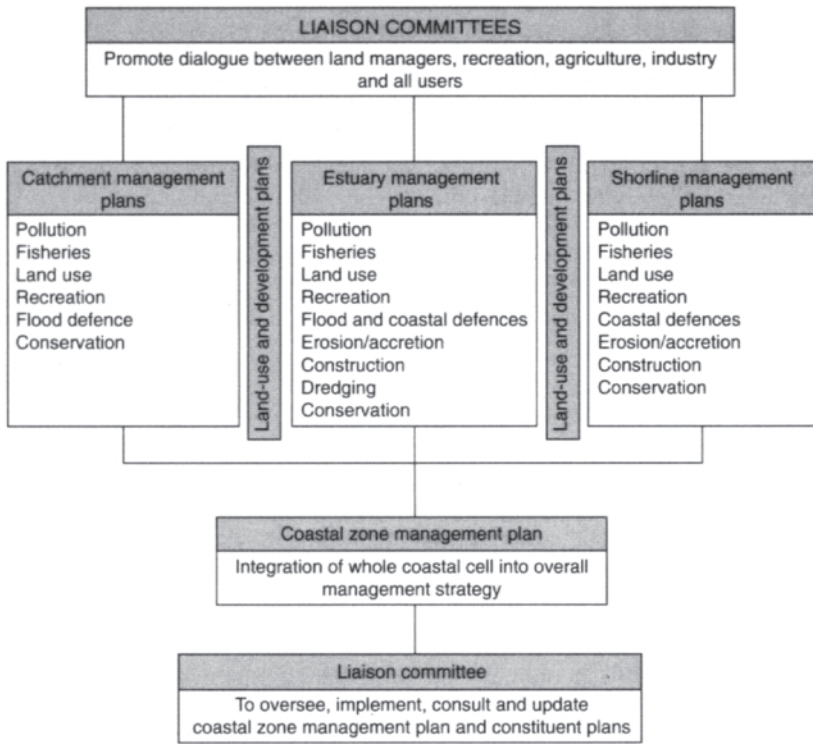 LIAISON COMMITTEES
Promote dialogue between land managers, recreation, agriculture, industry
and all users
Catchment management
plans
Pollution
Fisheries
Land use
Recreation
Flood defence
Conservation
Land-use and development plans
Estuary management
plans
Pollution
Fisheries
Land use
Recreation
Flood and coastal defences
Erosion/accretion
Construction
Dredging
Conservation
Land-use and development plans
Shorline management
plans
Pollution
Fisheries
Land use
Recreation
Coastal defences
Erosion/accretion
Construction
Conservation
Coastal zone management plan
Integration of whole coastal cell into overall
management strategy
Liaison committee
To oversee, implement, consult and update
coastal zone management plan and constituent plans